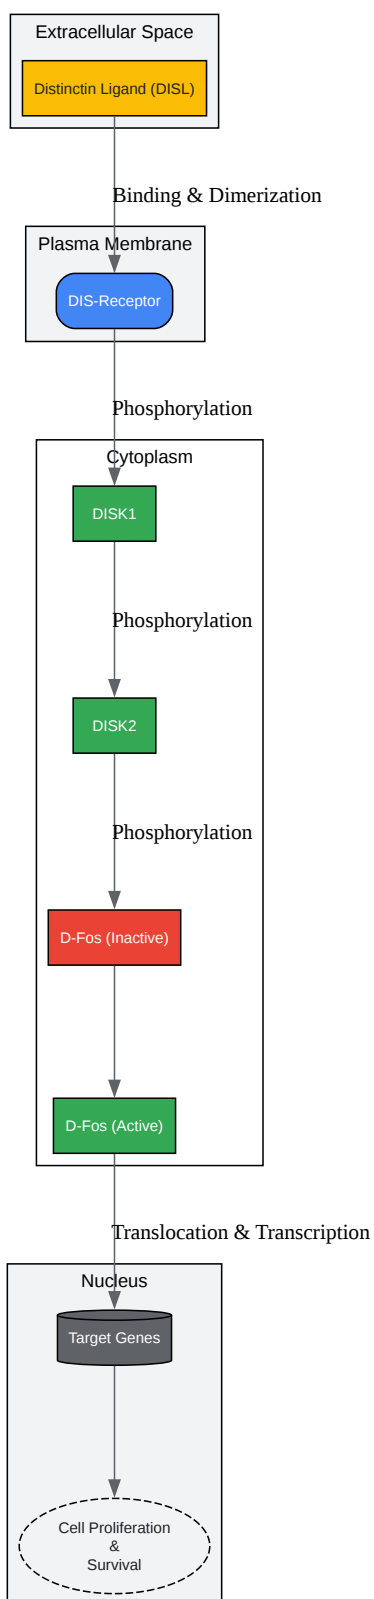 Extracellular Space
Distinctin Ligand (DISL)
Binding & Dimerization
Plasma Membrane
DIS-Receptor
Phosphorylation
Cytoplasm
DISK1
Phosphorylation
DISK2
Phosphorylation
D-Fos (Inactive)
D-Fos (Active)
Translocation & Transcription
Nucleus
Target Genes
Cell Proliferation
&
Survival